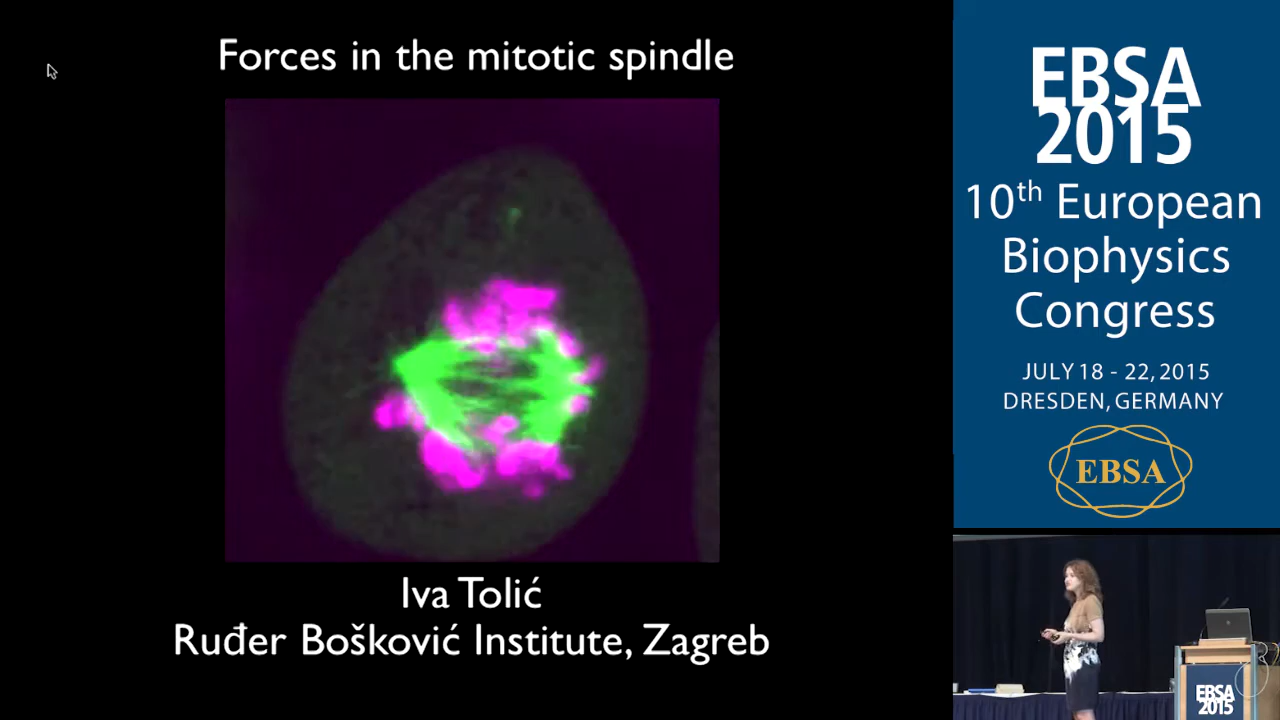 Forces in the mitotic spindle
Iva Tolić
Ruđer Bošković Institute, Zagreb
EBSA
2015
10th European
Biophysics
Congress
JULY 18 - 22, 2015
DRESDEN, GERMANY
EBSA
EBSA
2015